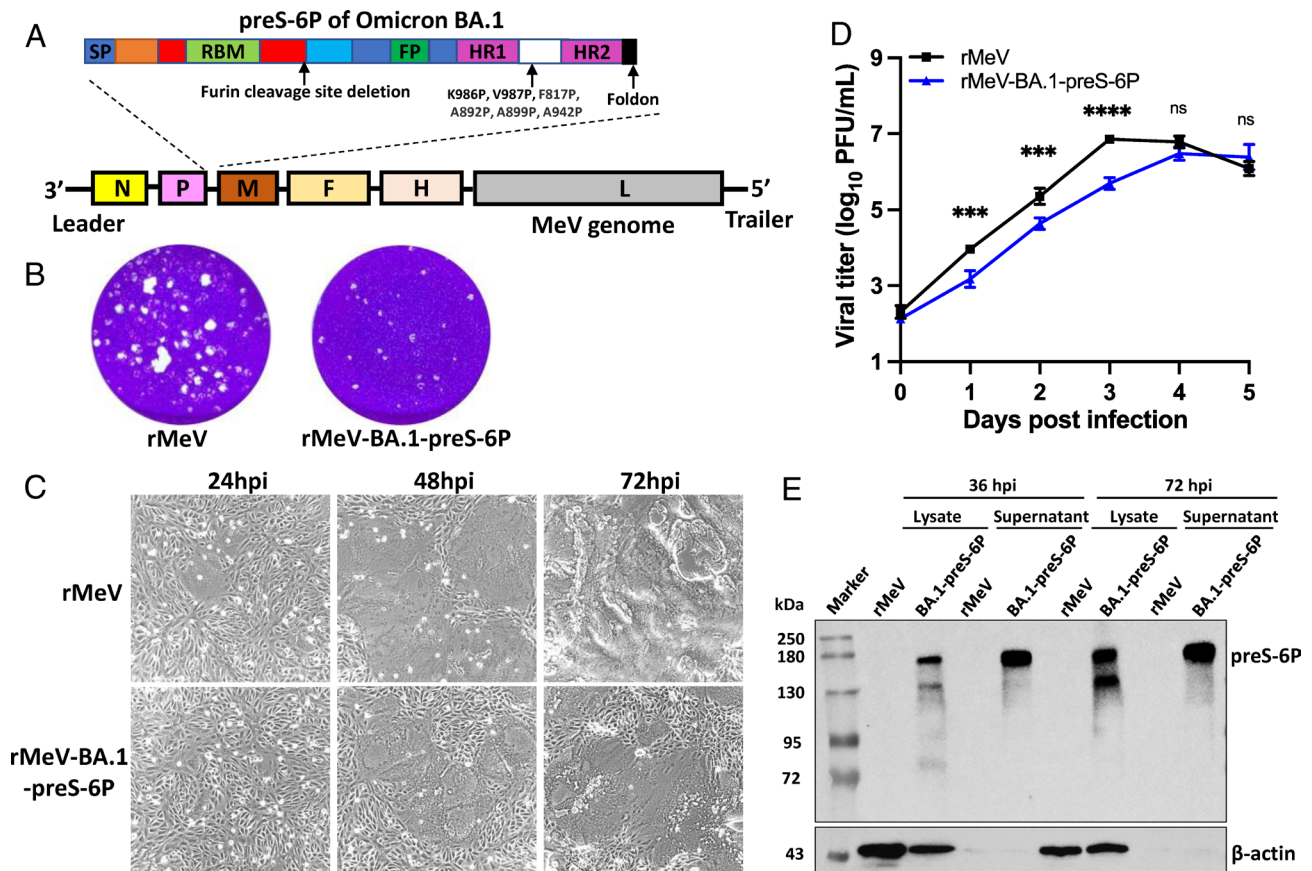 A
preS-6P of Omicron BA.1
SP RBM FP HR1 HR2
Furin cleavage site deletion
K986P, V987P, F817P,
A892P, A899P, A942P
Foldon
3’ N P M F H L 5’
Leader MeV genome Trailer
B
rMeV rMeV-BA.1-preS-6P
C
24hpi 48hpi 72hpi
rMeV
rMeV-BA.1
-preS-6P
D
rMeV
rMeV-BA.1-preS-6P
Viral titer (log10 PFU/mL)
9
7
5
3
1
*** *** **** ns ns
0 1 2 3 4 5
Days post infection
E
36 hpi 72 hpi
Lysate Supernatant Lysate Supernatant
Marker rMeV BA.1-preS-6P rMeV BA.1-preS-6P rMeV BA.1-preS-6P rMeV BA.1-preS-6P
kDa
250
180 preS-6P
130
95
72
43 β-actin